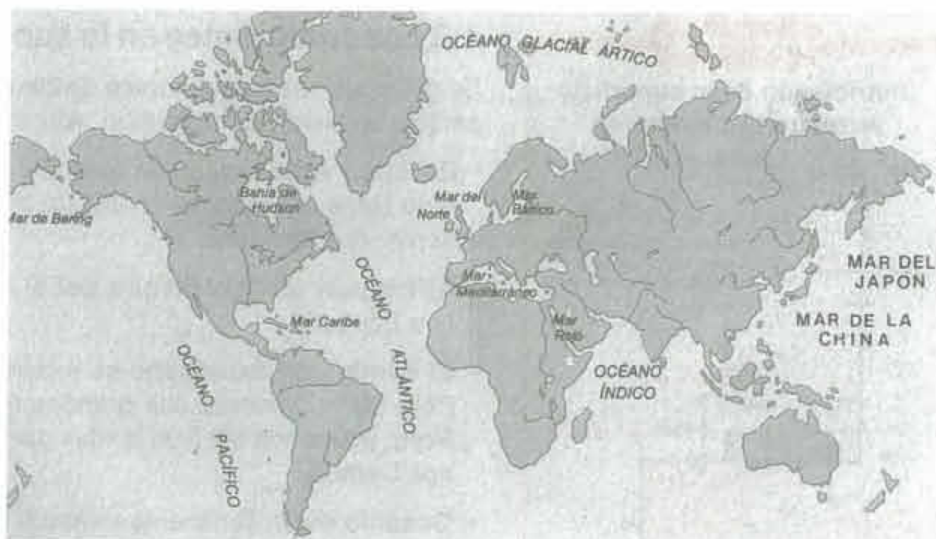 OCÉANO GLACIAL ÁRTICO
Bahía de
Hudson
Mar de Bering
Mar del
Norte
Mar
Báltico
OCÉANO
ATLÁNTICO
Mar
Mediterráneo
MAR DEL
JAPÓN
MAR DE LA
CHINA
Mar Caribe
Mar
Rojo
OCÉANO
ÍNDICO
OCÉANO
PACÍFICO